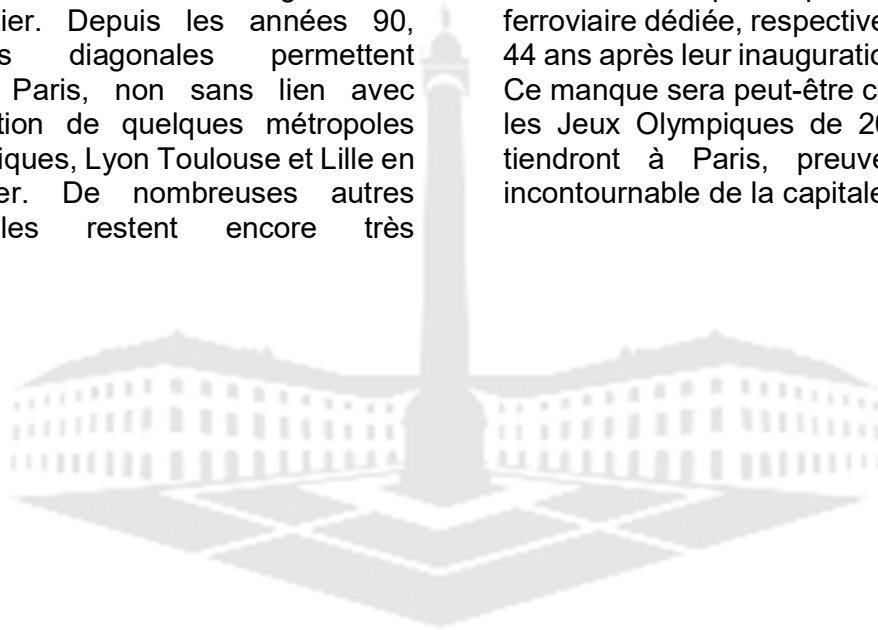 tier. Depuis les années 90,
diagonales permettent
Paris, non sans lien avec
tion de quelques métropoles
iques, Lyon Toulouse et Lille en
er. De nombreuses autres
les restent encore très
ferroviaire dédiée, respective
44 ans après leur inauguratio
Ce manque sera peut-être c
les Jeux Olympiques de 20
tiendront à Paris, preuve
incontournable de la capitale